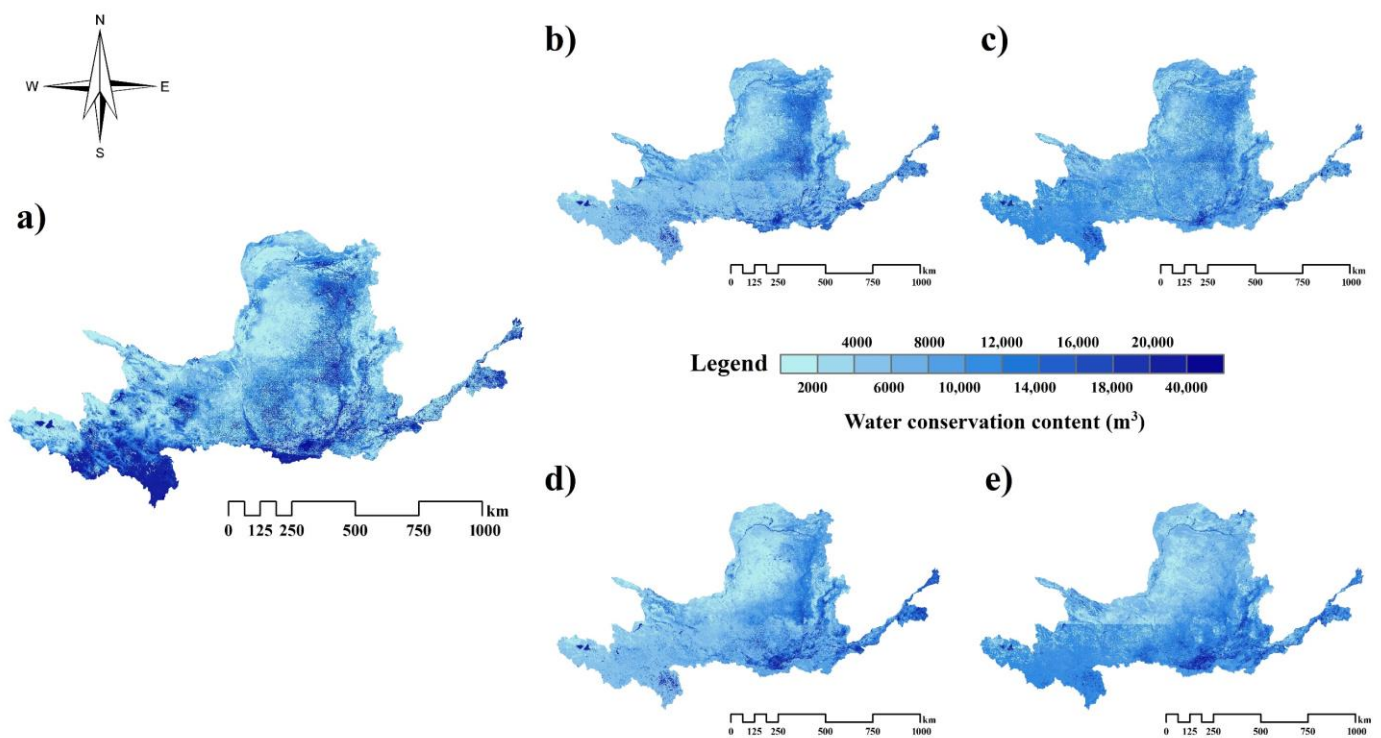 N
W E
S
a)
0 125 250 500 750 1000
km
b)
0 125 250 500 750 1000
km
c)
0 125 250 500 750 1000
km
Legend
4000 8000 12,000 16,000 20,000
2000 6000 10,000 14,000 18,000 40,000
Water conservation content (m³)
d)
0 125 250 500 750 1000
km
e)
0 125 250 500 750 1000
km